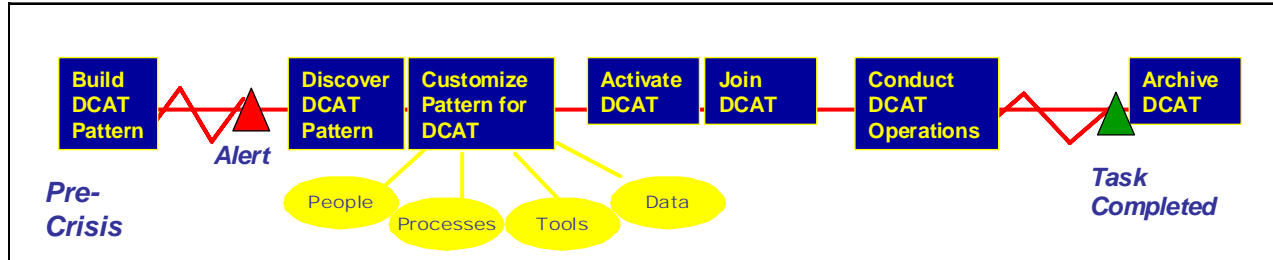 Build
DCAT
Pattern
Alert
Discover
DCAT
Pattern
Customize
Pattern for
DCAT
Activate
DCAT
Join
DCAT
Conduct
DCAT
Operations
Archive
DCAT
Pre-
Crisis
People
Processes
Tools
Data
Task
Completed